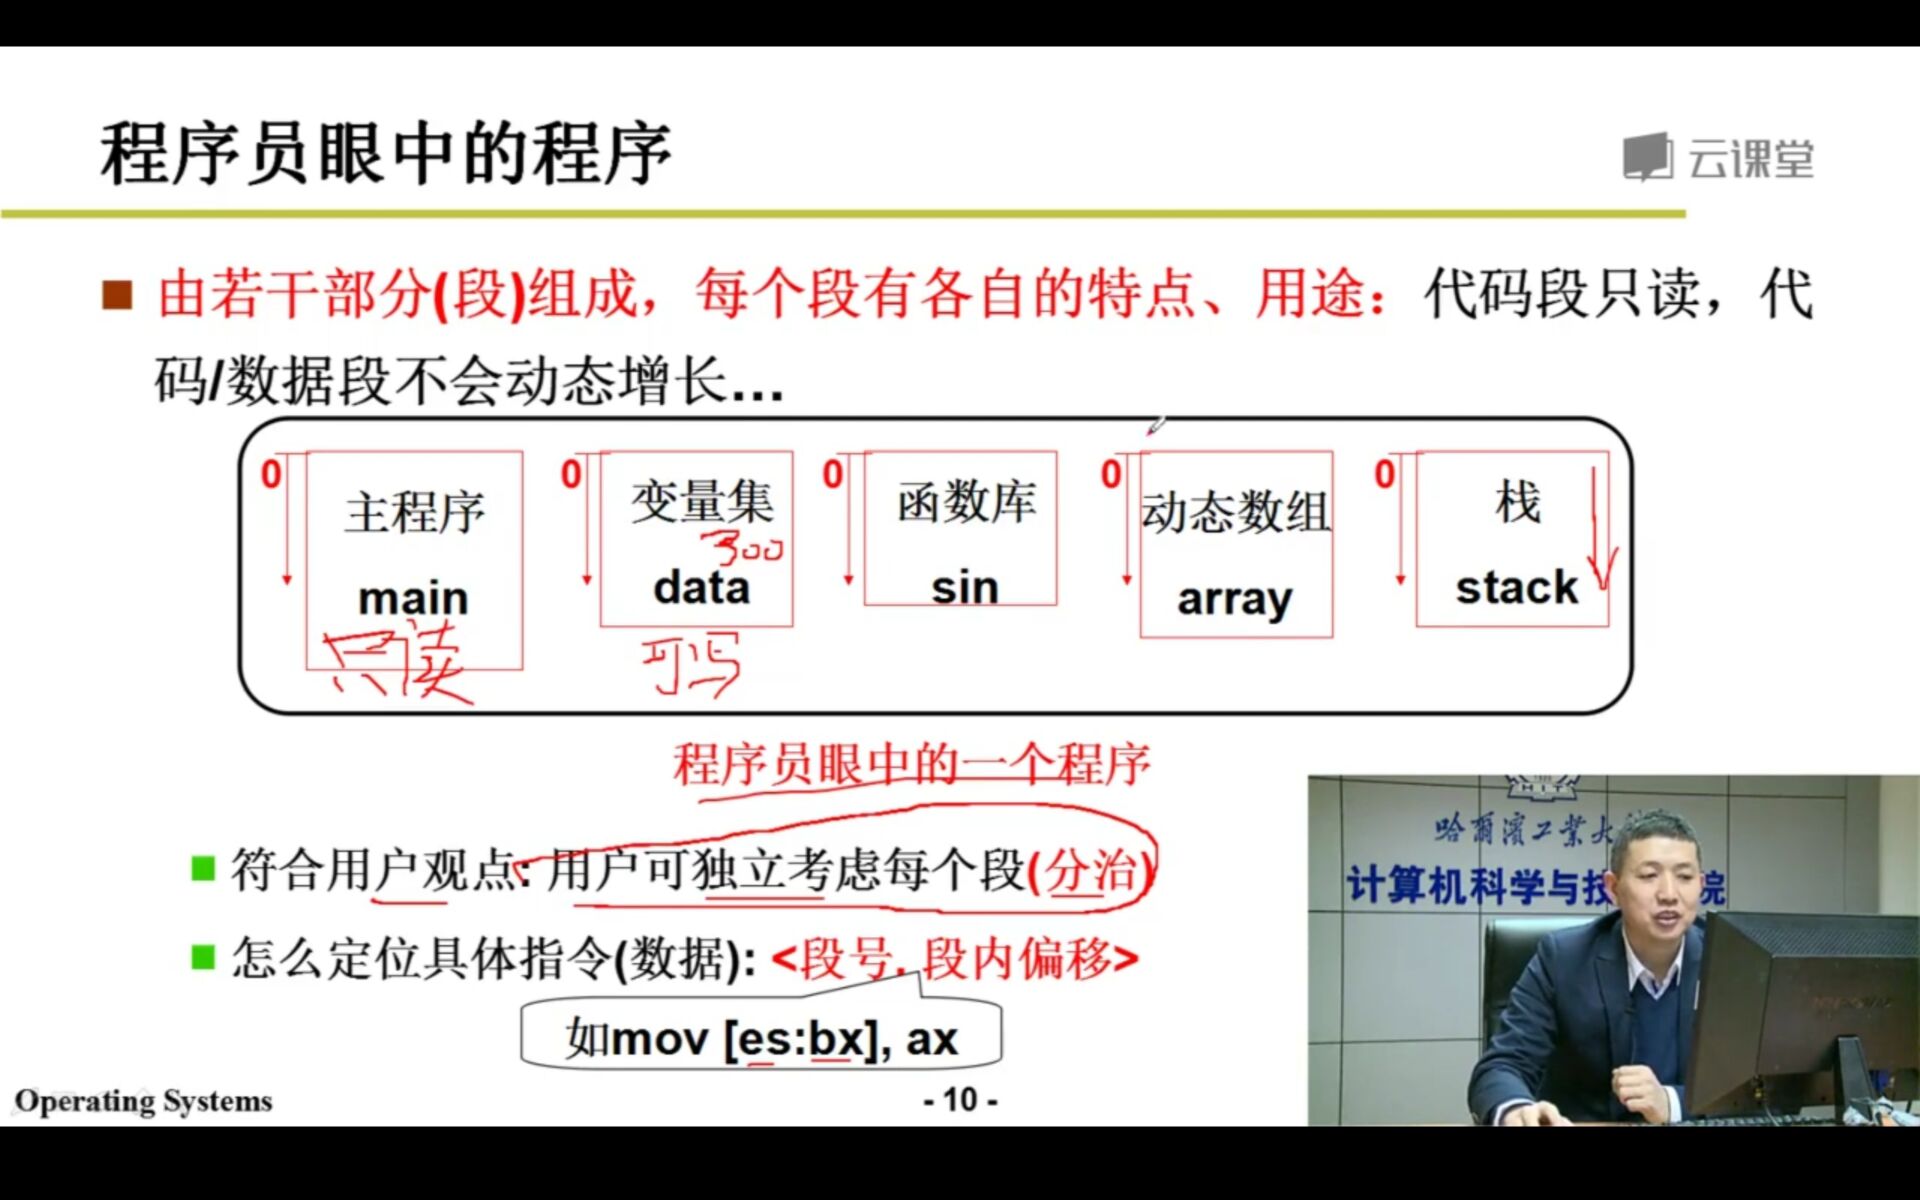 程序员眼中的程序
云课堂
由若干部分(段)组成，每个段有各自的特点、用途：代码段只读，代
码/数据段不会动态增长...
0 0 0 0 0
主程序 变量集 函数库 动态数组 栈
300
main data sin array stack
只读 可写
程序员眼中的一个程序
符合用户观点: 用户可独立考虑每个段(分治)
怎么定位具体指令(数据): <段号, 段内偏移>
如mov [es:bx], ax
哈爾濱工業大
计算机科学与技 院
Operating Systems
- 10 -